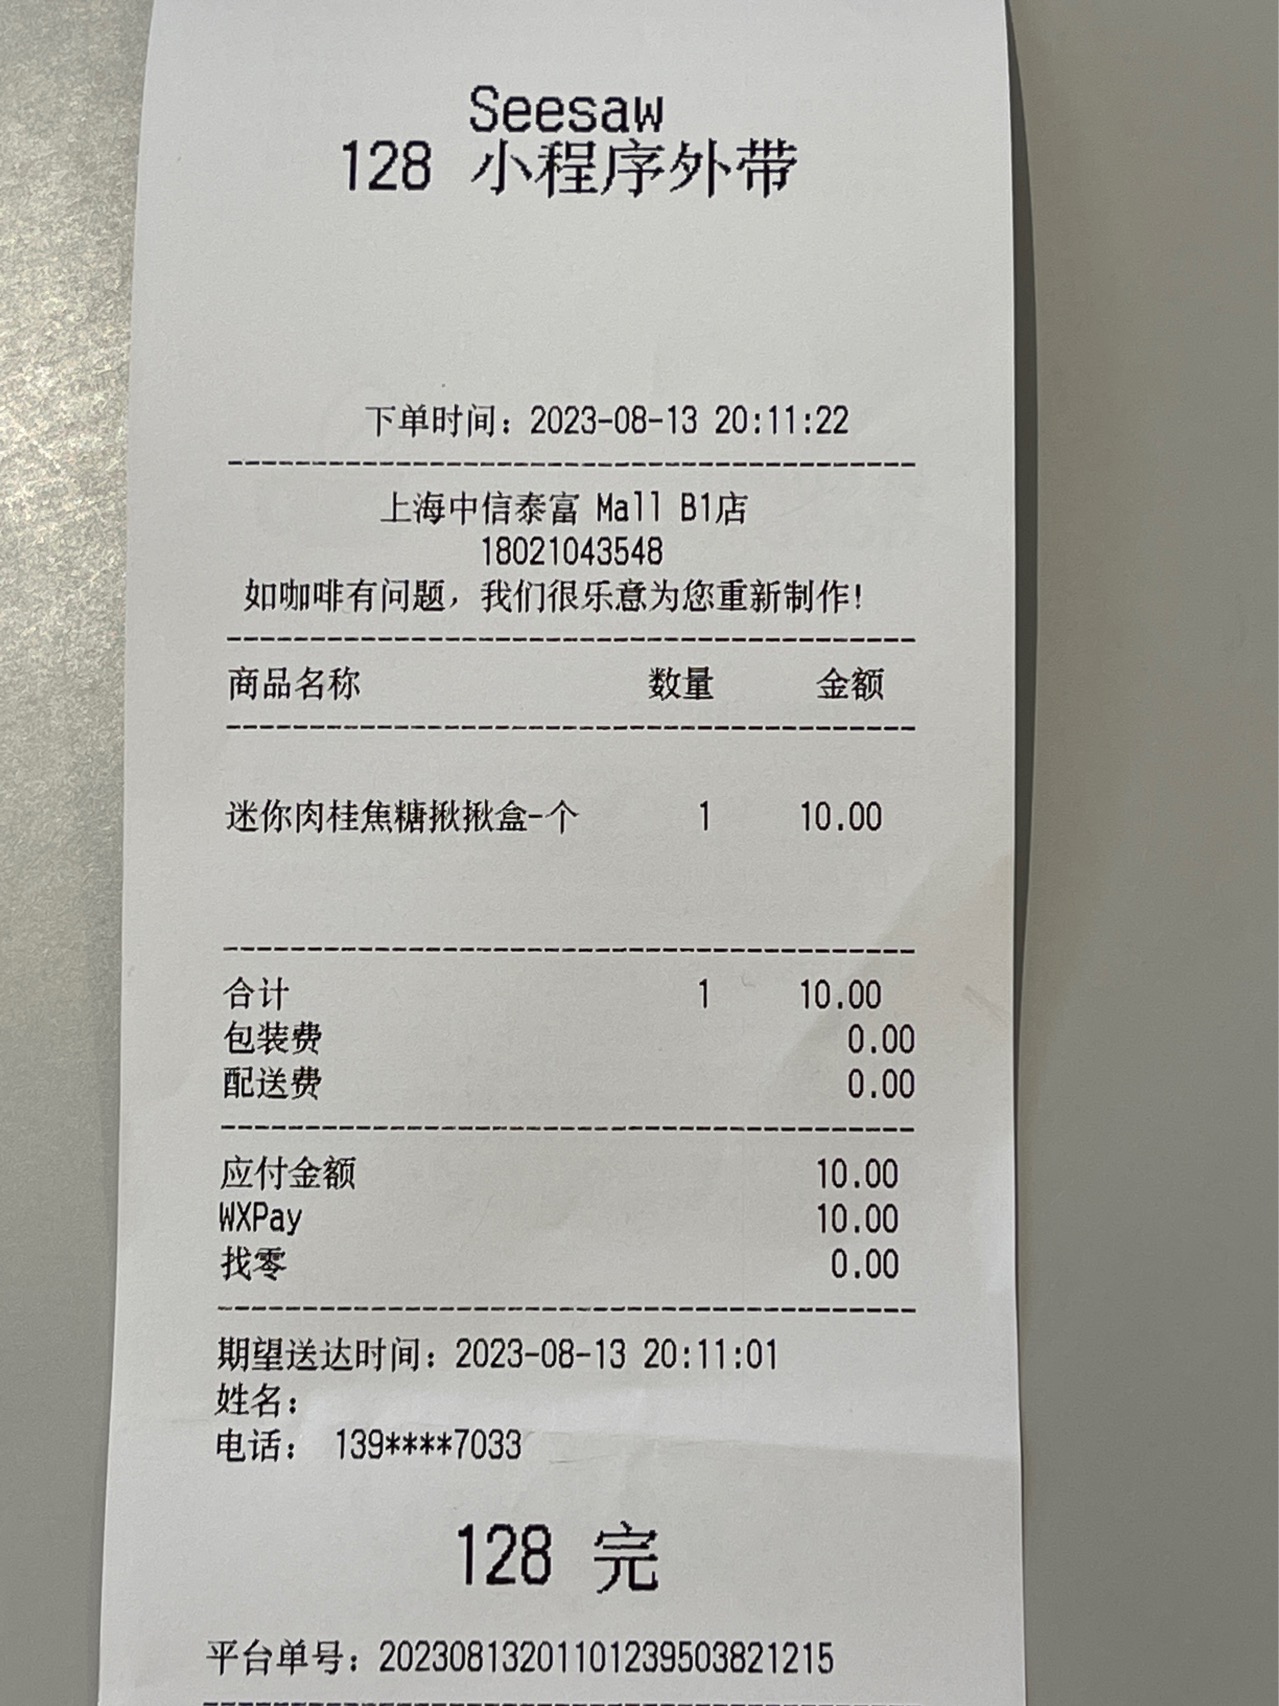 Seesaw
128 小程序外带
下单时间：2023-08-13 20:11:22
上海中信泰富 Mall B1店
18021043548
如咖啡有问题，我们很乐意为您重新制作！
商品名称 数量 金额
迷你肉桂焦糖揪揪盒-个 1 10.00
合计 1 10.00
包装费 0.00
配送费 0.00
应付金额 10.00
WXPay 10.00
找零 0.00
期望送达时间：2023-08-13 20:11:01
姓名：
电话： 139****7033
128 完
平台单号：202308132011012395038​21215